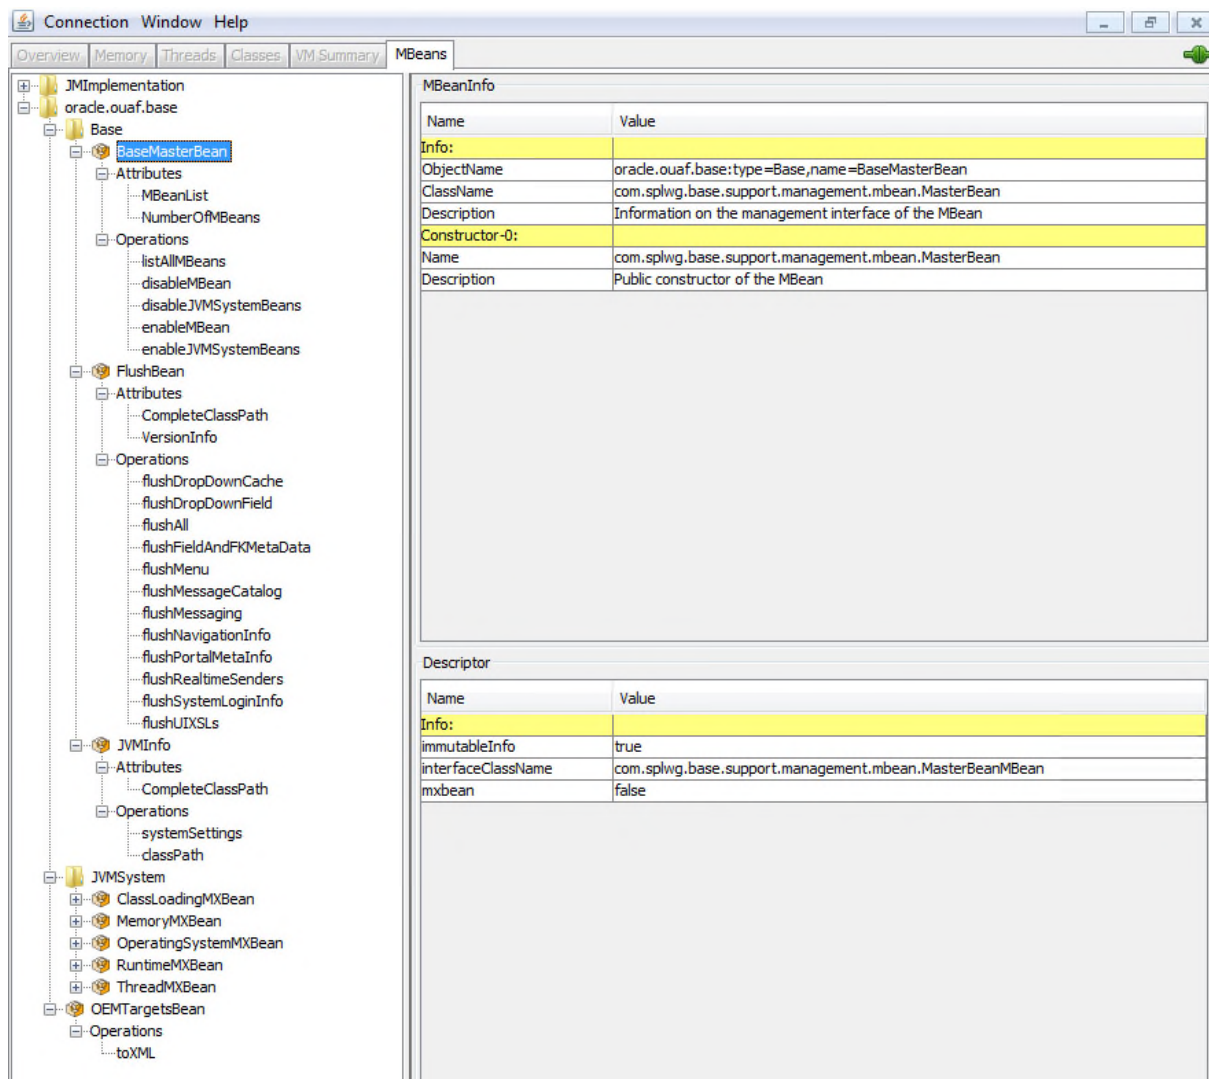 Connection Window Help
Overview Memory Threads Classes VM Summary MBeans
JMImplementation
oracle.ouaf.base
Base
BaseMasterBean
Attributes
MBeanList
NumberOfMBeans
Operations
listAllMBeans
disableMBean
disableJVMSystemBeans
enableMBean
enableJVMSystemBeans
FlushBean
Attributes
CompleteClassPath
VersionInfo
Operations
flushDropDownCache
flushDropDownField
flushAll
flushFieldAndFKMetaData
flushMenu
flushMessageCatalog
flushMessaging
flushNavigationInfo
flushPortalMetaInfo
flushRealtimeSenders
flushSystemLoginInfo
flushUIXSLs
JVMInfo
Attributes
CompleteClassPath
Operations
systemSettings
classPath
JVMSystem
ClassLoadingMXBean
MemoryMXBean
OperatingSystemMXBean
RuntimeMXBean
ThreadMXBean
OEMTargetsBean
Operations
toXML
MBeanInfo
Name Value
Info:
ObjectName oracle.ouaf.base:type=Base,name=BaseMasterBean
ClassName com.splwg.base.support.management.mbean.MasterBean
Description Information on the management interface of the MBean
Constructor-0:
Name com.splwg.base.support.management.mbean.MasterBean
Description Public constructor of the MBean
Descriptor
Name Value
Info:
immutableInfo true
interfaceClassName com.splwg.base.support.management.mbean.MasterBeanMBean
mxbean false